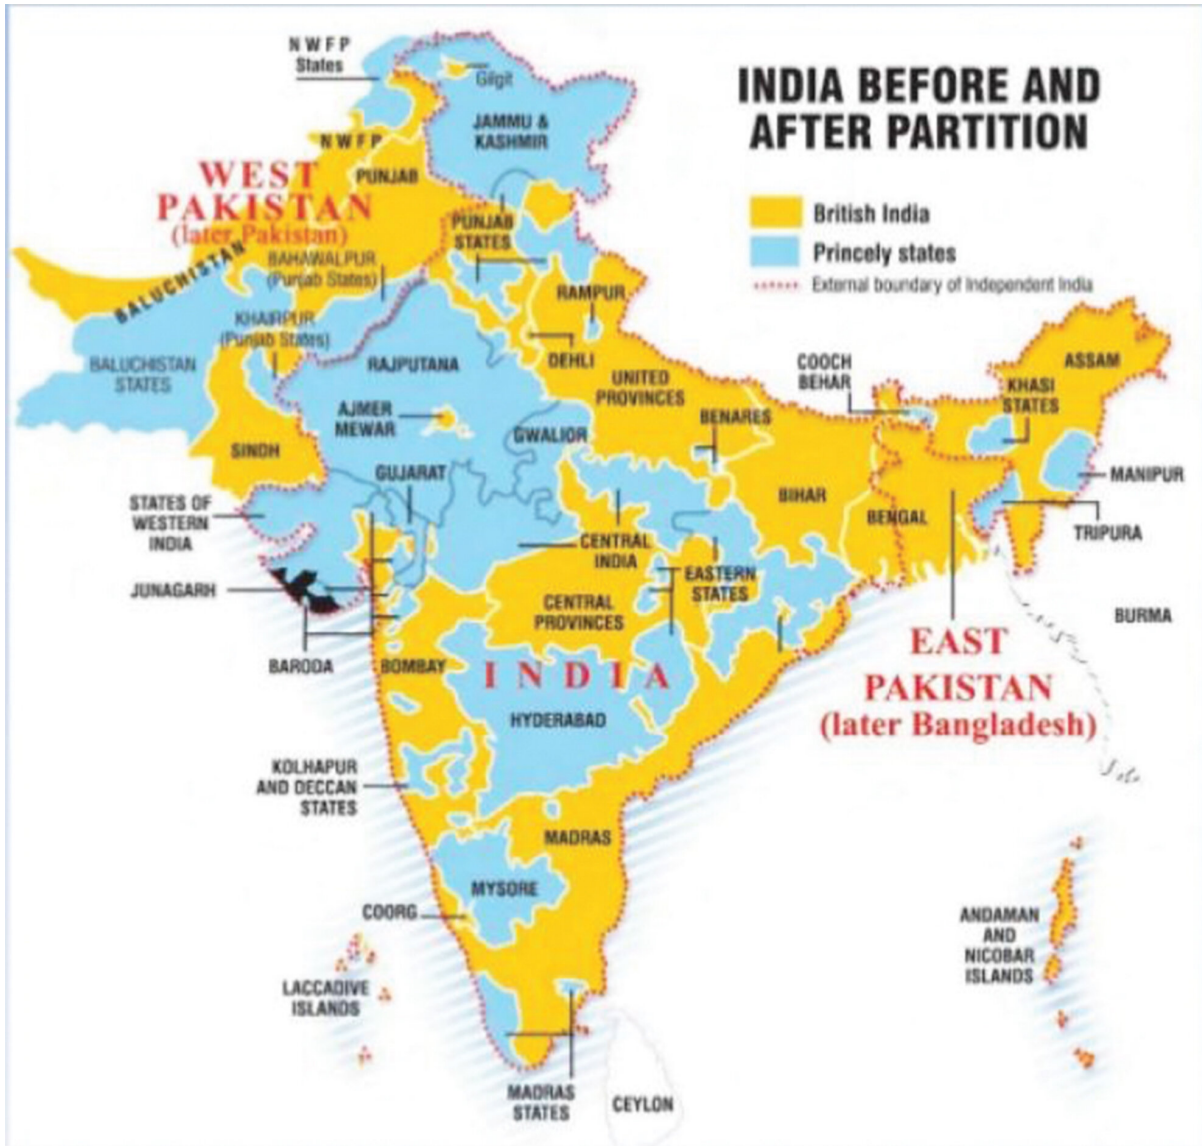 INDIA BEFORE AND
AFTER PARTITION
British India
Princely states
External boundary of Independent India
N W F P
States
Gilgit
JAMMU &
KASHMIR
N W F P
PUNJAB
WEST
PAKISTAN
(later Pakistan)
PUNJAB
STATES
BALUCHISTAN
BAHAWALPUR
(Punjab States)
RAMPUR
KHAIRPUR
(Punjab States)
BALUCHISTAN
STATES
RAJPUTANA
DEHLI
UNITED
PROVINCES
COOCH
BEHAR
ASSAM
KHASI
STATES
AJMER
MEWAR
GWALIOR
BENARES
SINDH
GUJARAT
BIHAR
BENGAL
MANIPUR
TRIPURA
STATES OF
WESTERN
INDIA
CENTRAL
INDIA
EASTERN
STATES
JUNAGARH
CENTRAL
PROVINCES
BURMA
BARODA
BOMBAY
INDIA
EAST
PAKISTAN
(later Bangladesh)
HYDERABAD
KOLHAPUR
AND DECCAN
STATES
MADRAS
MYSORE
COORG
ANDAMAN
AND
NICOBAR
ISLANDS
LACCADIVE
ISLANDS
MADRAS
STATES
CEYLON